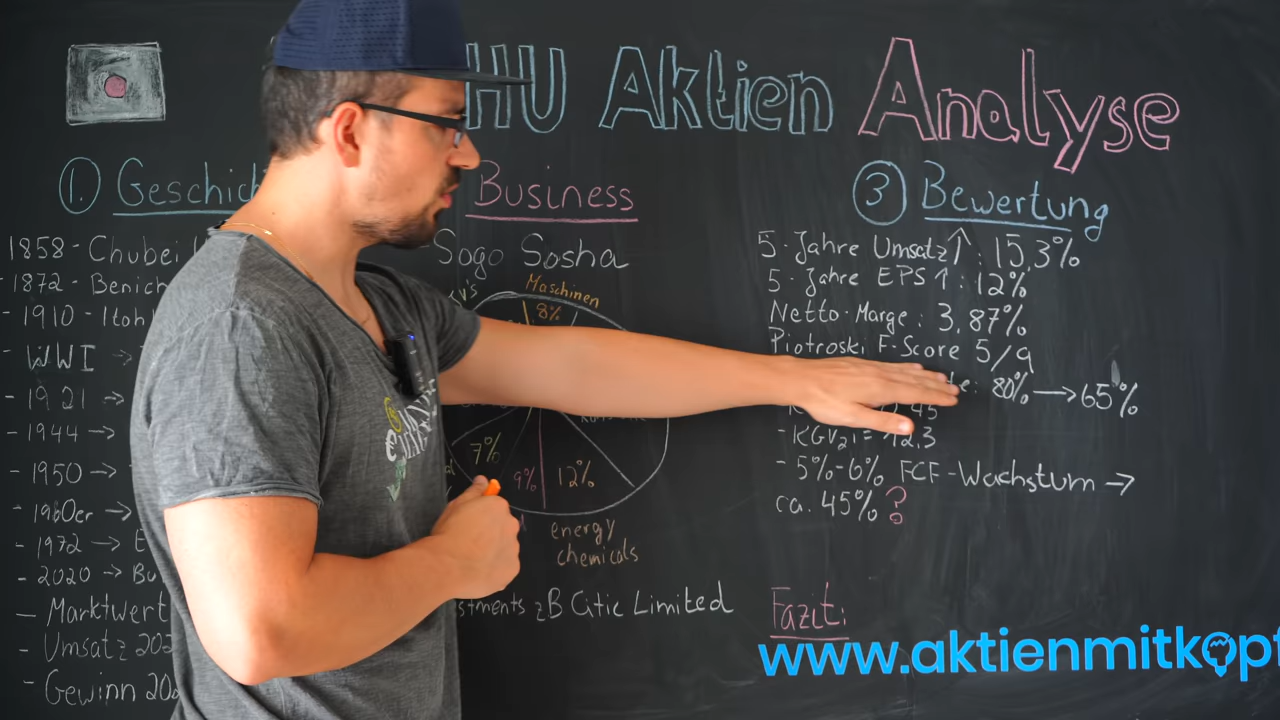 HU Aktien Analyse
1. Geschich
1858 - Chubei
- 1872 - Benich
- 1910 - Itoh
- WWI →
- 1921 →
- 1944 →
- 1950 →
- 1960er →
- 1972 → E
- 2020 → Bu
- Marktwert
- Umsatz 202
- Gewinn 20
Business
Sogo Sosha
Maschinen
8%
7%
9% 12%
energy
chemicals
stments zB Citic Limited
3 Bewertung
5-Jahre Umsatz↑: 15,3%
5-Jahre EPS↑: 12%
Netto-Marge: 3,87%
Piotroski F-Score 5/9
te: 80% → 65%
- KGV21 = 12.3
- 5%-6% FCF-Wachstum →
ca. 45% ?
Fazit:
www.aktienmitkopf